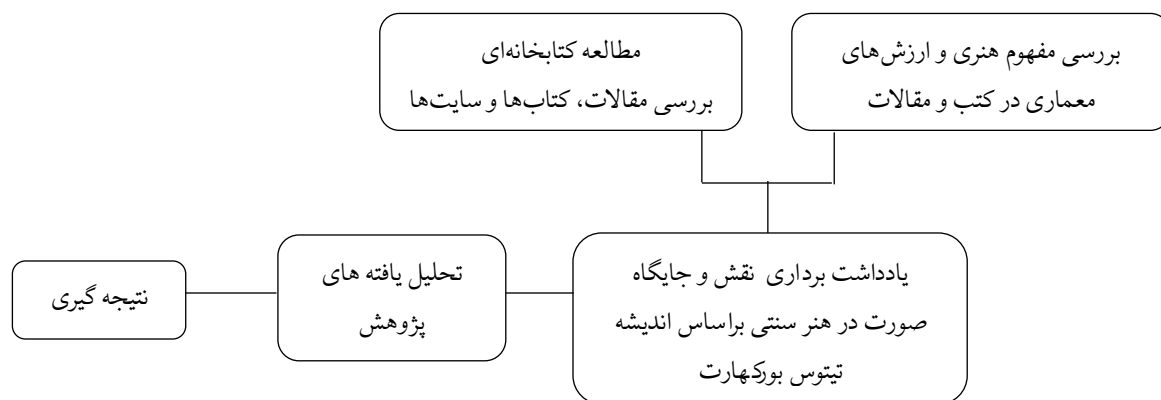 بررسی مفهوم هنری و ارزش‌های
معماری در کتب و مقالات
مطالعه کتابخانه‌ای
بررسی مقالات، کتاب‌ها و سایت‌ها
یادداشت برداری نقش و جایگاه
صورت در هنر سنتی براساس اندیشه
تیتوس بورکهارت
تحلیل یافته های
پژوهش
نتیجه گیری